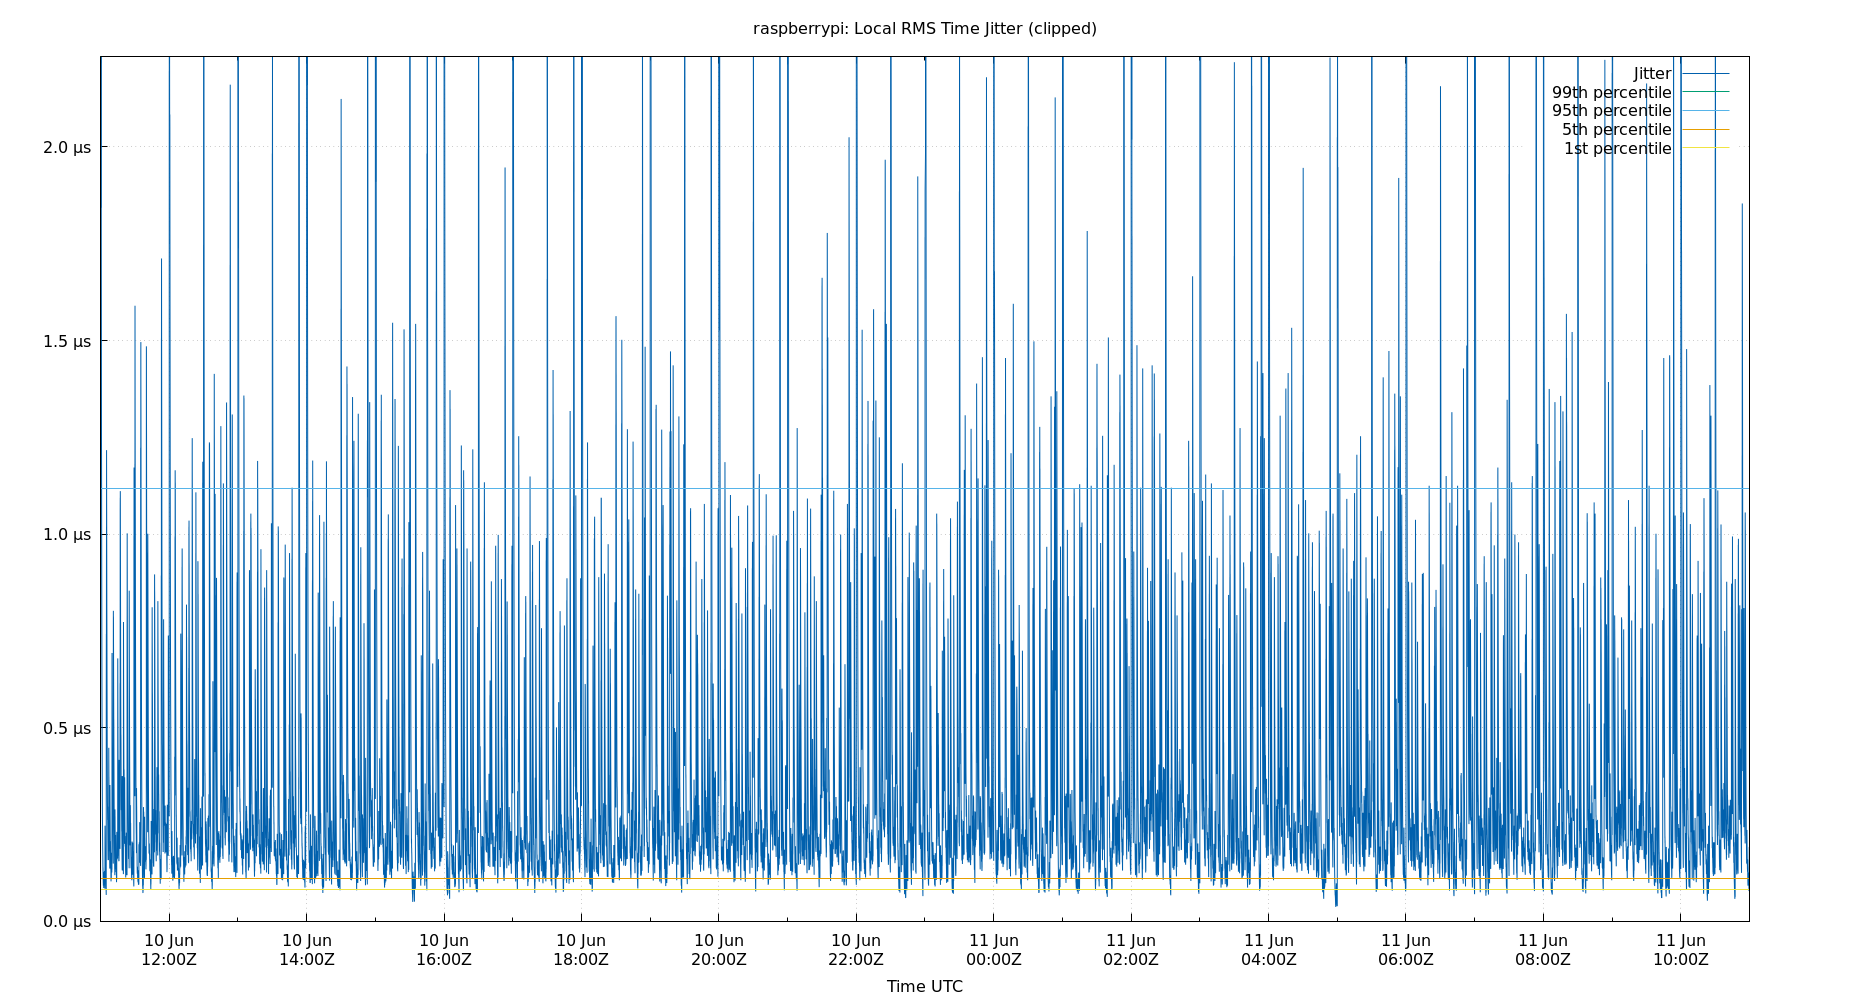 raspberrypi: Local RMS Time Jitter (clipped)
Jitter
99th percentile
95th percentile
5th percentile
1st percentile
2.0 µs
1.5 µs
1.0 µs
0.5 µs
0.0 µs
10 Jun 10 Jun 10 Jun 10 Jun 10 Jun 10 Jun 11 Jun 11 Jun 11 Jun 11 Jun 11 Jun 11 Jun
12:00Z 14:00Z 16:00Z 18:00Z 20:00Z 22:00Z 00:00Z 02:00Z 04:00Z 06:00Z 08:00Z 10:00Z
Time UTC